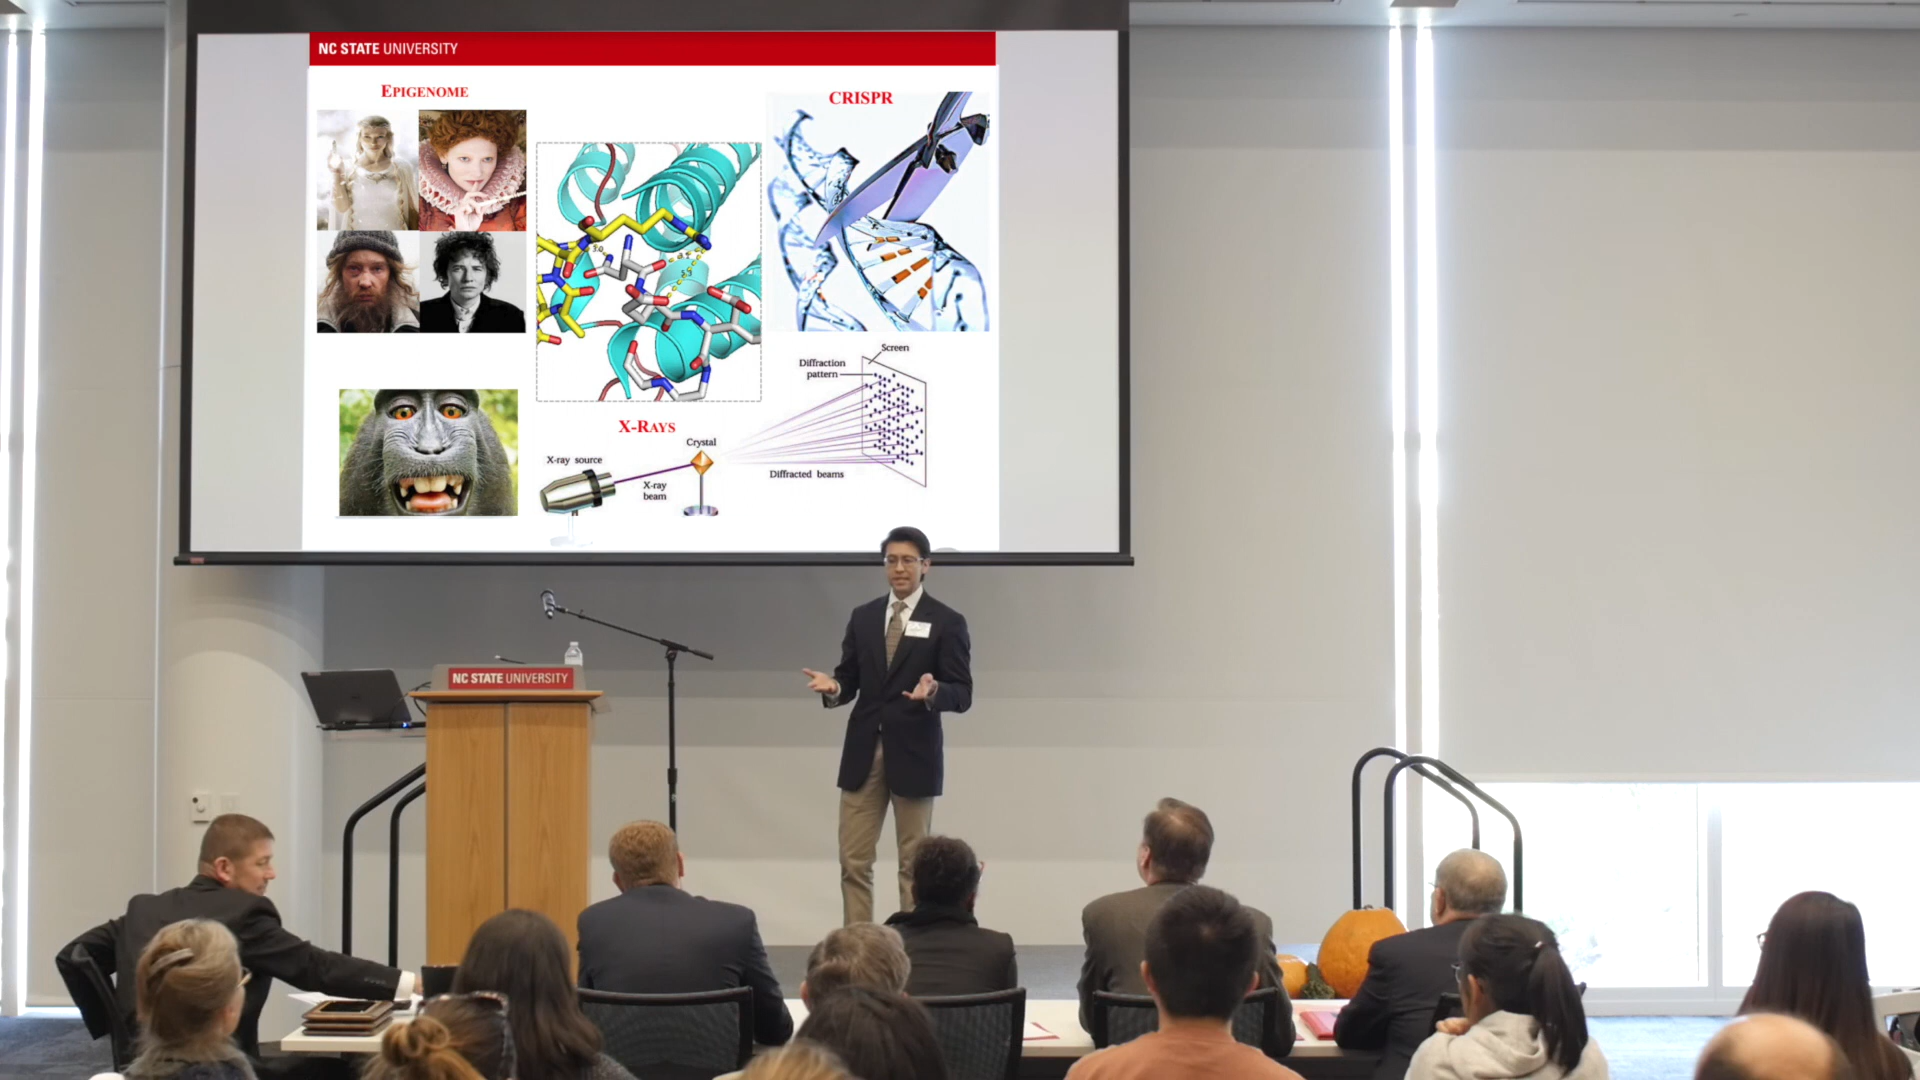 NC STATE UNIVERSITY
EPIGENOME
CRISPR
Screen
Diffraction
pattern
X-RAYS
Crystal
X-ray source
X-ray
beam
Diffracted beams
NC STATE UNIVERSITY